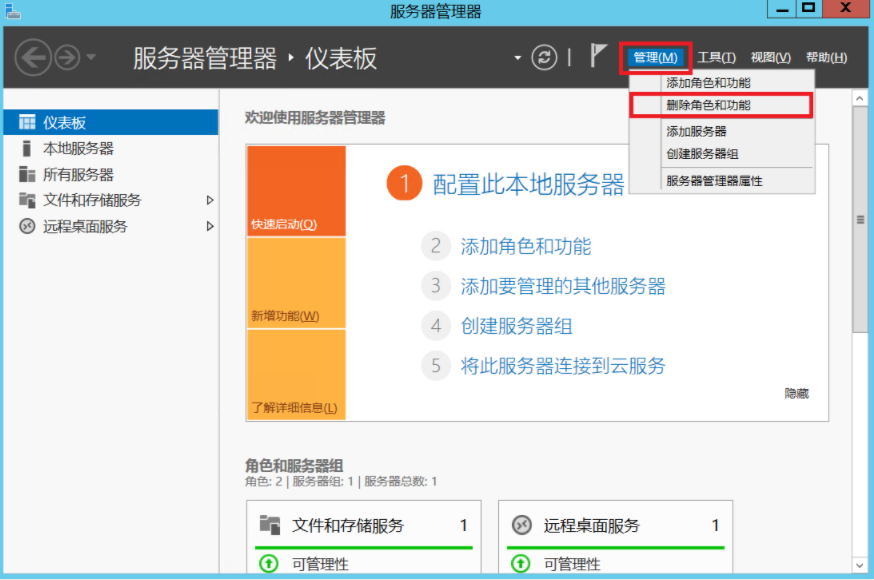 服务器管理器
服务器管理器 · 仪表板
管理(M) 工具(T) 视图(V) 帮助(H)
添加角色和功能
删除角色和功能
添加服务器
创建服务器组
服务器管理器属性
仪表板
本地服务器
所有服务器
文件和存储服务
远程桌面服务
欢迎使用服务器管理器
快速启动(Q)
新增功能(W)
了解详细信息(L)
1 配置此本地服务器
2 添加角色和功能
3 添加要管理的其他服务器
4 创建服务器组
5 将此服务器连接到云服务
隐藏
角色和服务器组
角色: 2 | 服务器组: 1 | 服务器总数: 1
文件和存储服务 1
可管理性
远程桌面服务 1
可管理性